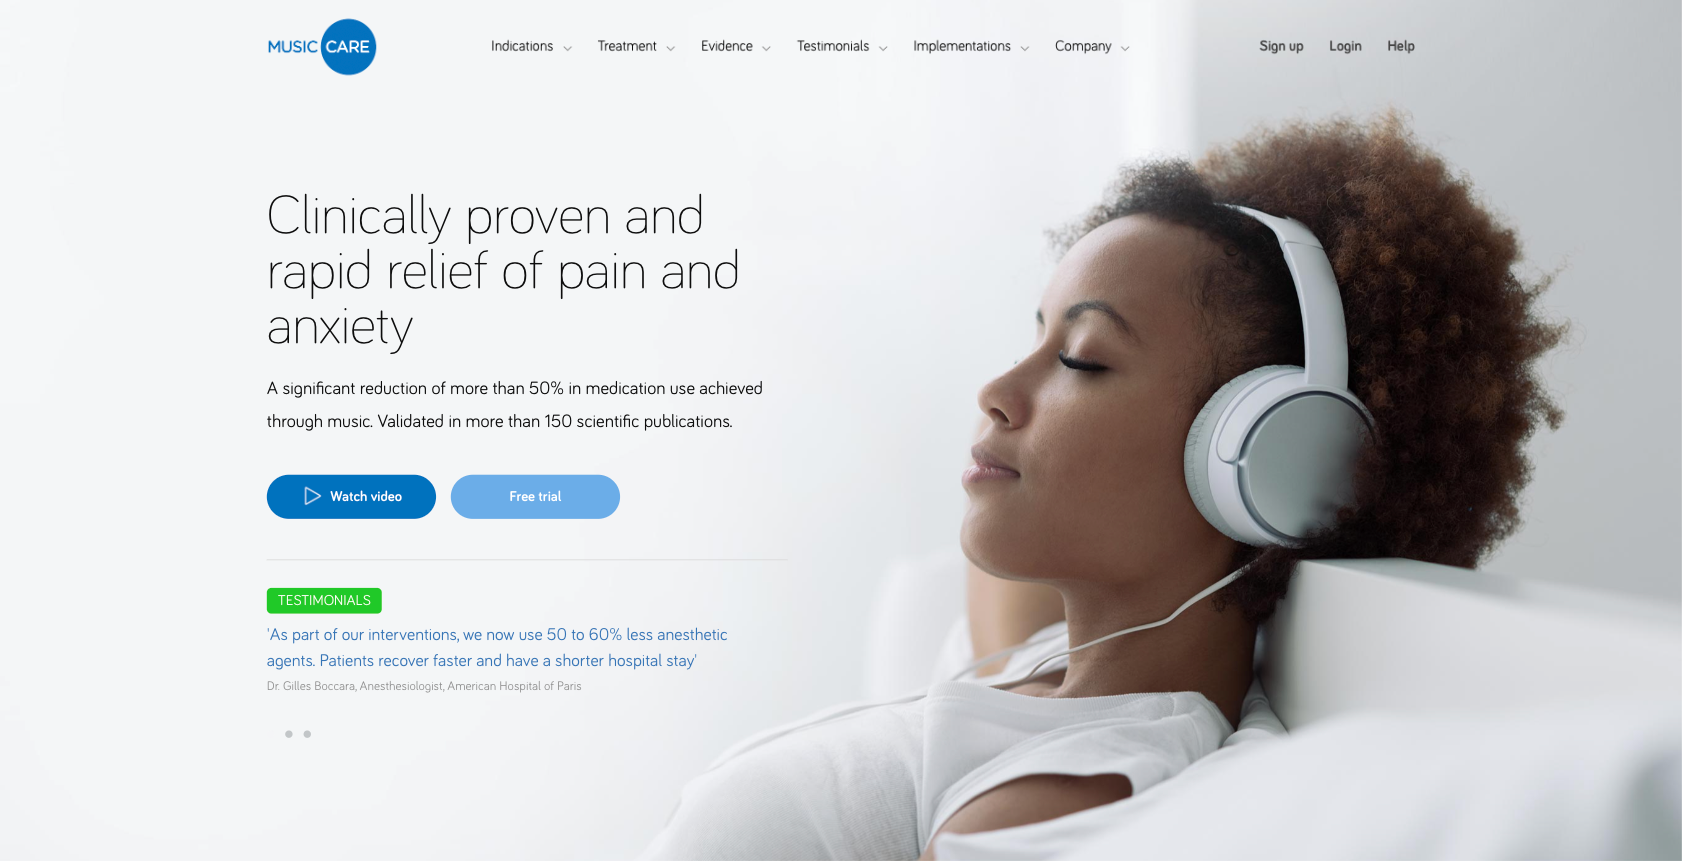 MUSIC CARE
Indications
Treatment
Evidence
Testimonials
Implementations
Company
Sign up
Login
Help
Clinically proven and
rapid relief of pain and
anxiety
A significant reduction of more than 50% in medication use achieved
through music. Validated in more than 150 scientific publications.
Watch video
Free trial
TESTIMONIALS
'As part of our interventions, we now use 50 to 60% less anesthetic
agents. Patients recover faster and have a shorter hospital stay'
Dr. Gilles Boccara, Anesthesiologist, American Hospital of Paris